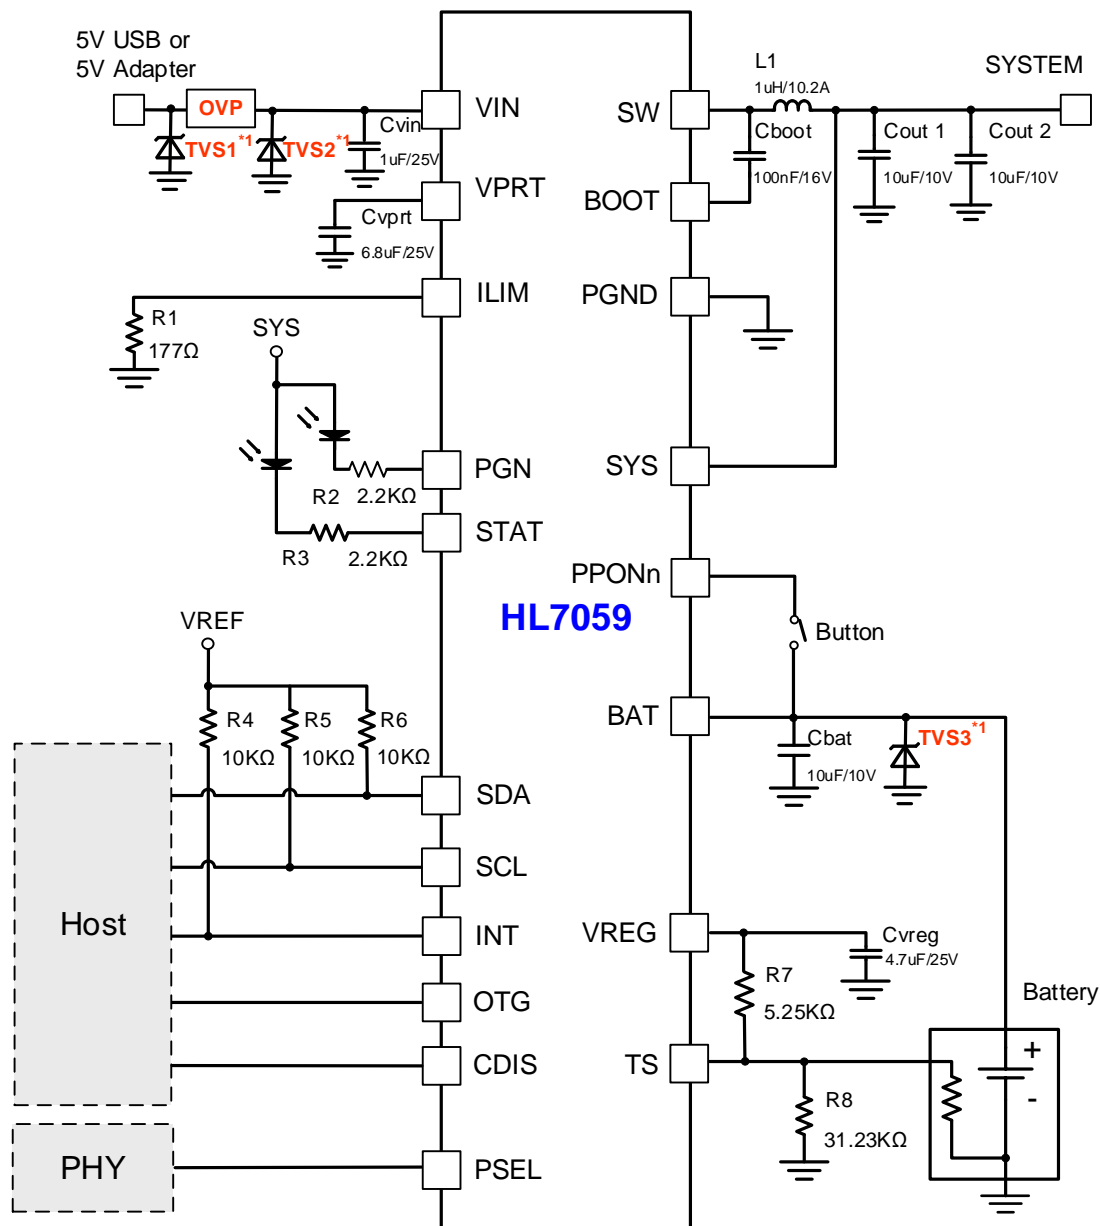 5V USB or
5V Adapter
OVP
TVS1*1
TVS2*1
Cvin
1uF/25V
VIN
Cvprt
6.8uF/25V
VPRT
ILIM
R1
177Ω
SYS
PGN
R2
2.2KΩ
STAT
R3
2.2KΩ
HL7059
VREF
R4
10KΩ
R5
10KΩ
R6
10KΩ
Host
SDA
SCL
INT
OTG
CDIS
PHY
PSEL
SW
L1
1uH/10.2A
SYSTEM
Cboot
100nF/16V
Cout 1
10uF/10V
Cout 2
10uF/10V
BOOT
PGND
SYS
PPONn
Button
BAT
Cbat
10uF/10V
TVS3*1
VREG
Cvreg
4.7uF/25V
R7
5.25KΩ
Battery
TS
R8
31.23KΩ
+
-